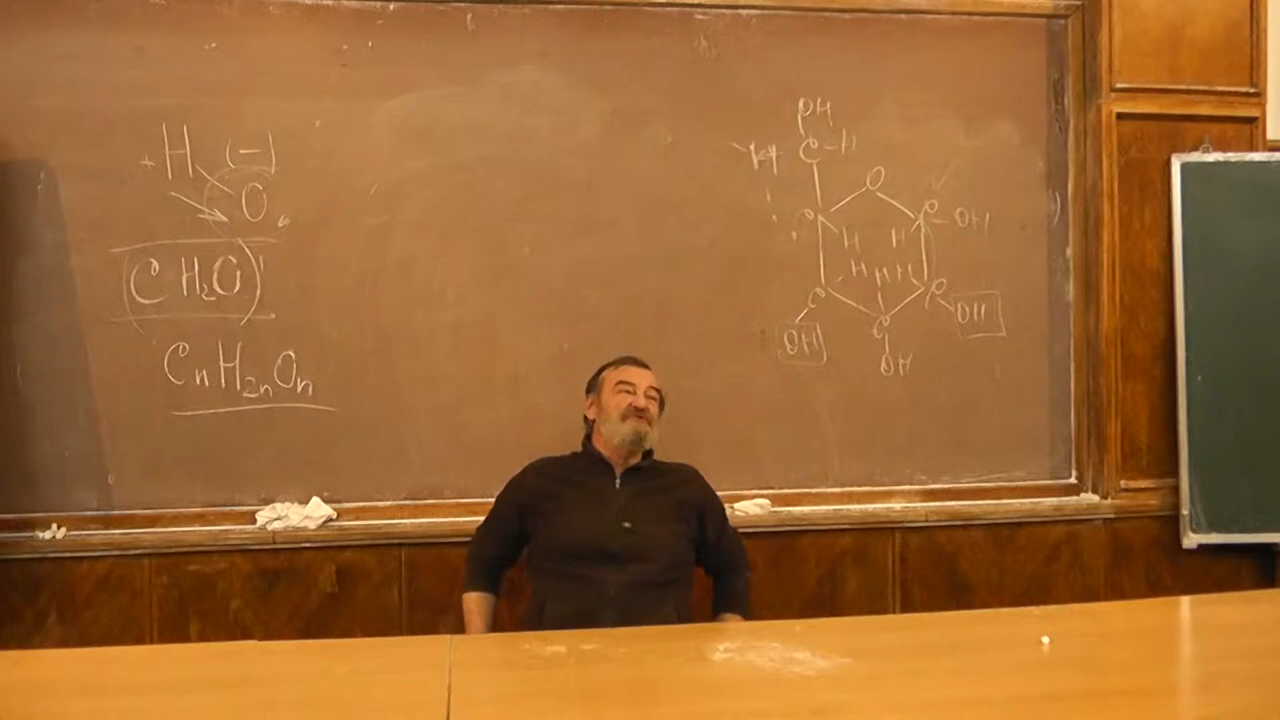 + H (-)
O
(CH₂O)
CₙH₂ₙOₙ
OH
C-H
O
C C-OH
H H
H H H
C C
OH C OH
OH